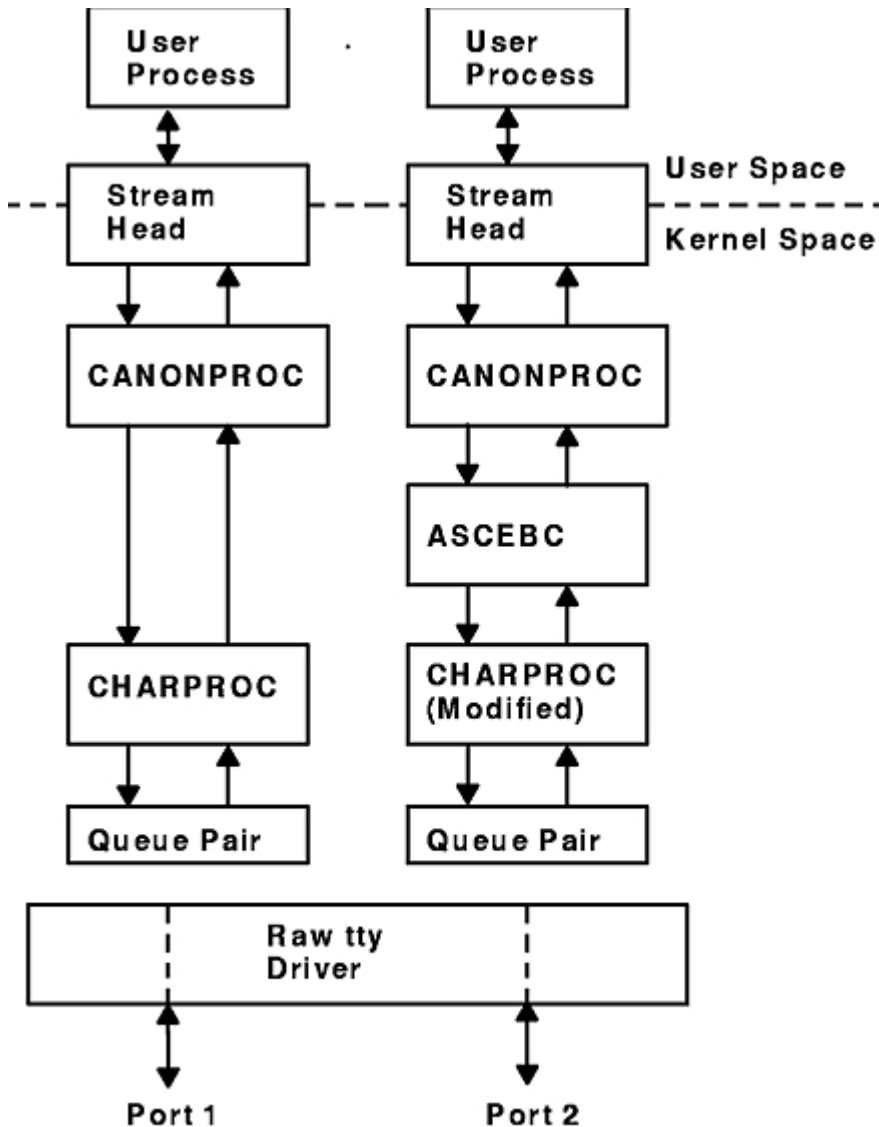 User
Process
User
Process
User Space
Stream
Head
Stream
Head
Kernel Space
CANONPROC
CANONPROC
ASCEBC
CHARPROC
CHARPROC
(Modified)
Queue Pair
Queue Pair
Raw tty
Driver
Port 1
Port 2